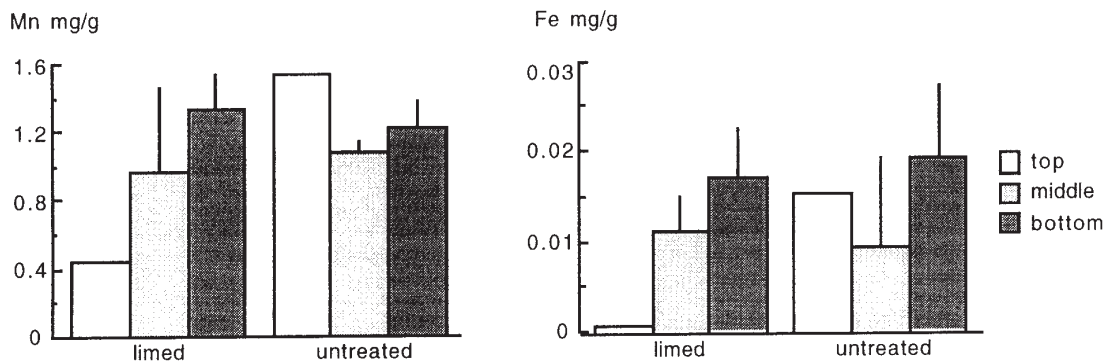 Mn mg/g
1.6
1.2
0.8
0.4
0
limed
untreated
Fe mg/g
0.03
0.02
0.01
0
limed
untreated
top
middle
bottom